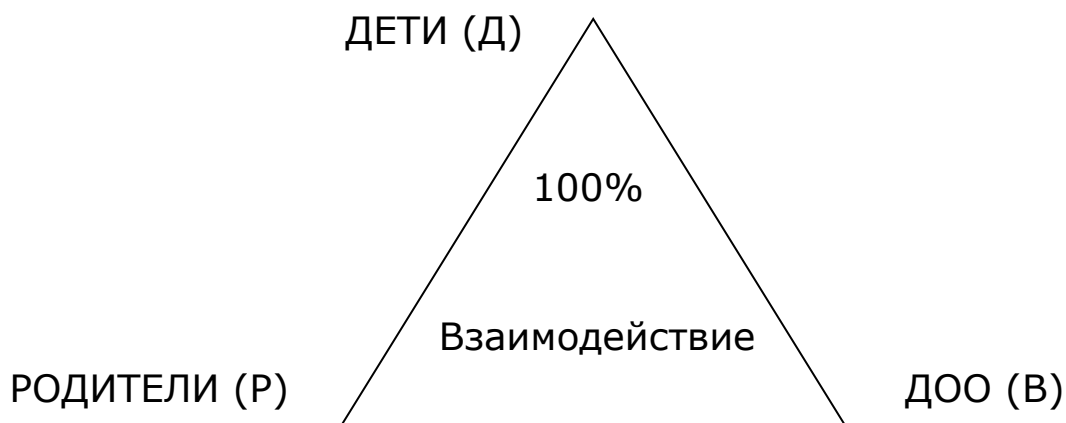 ДЕТИ (Д)
100%
Взаимодействие
РОДИТЕЛИ (Р)
ДОО (В)